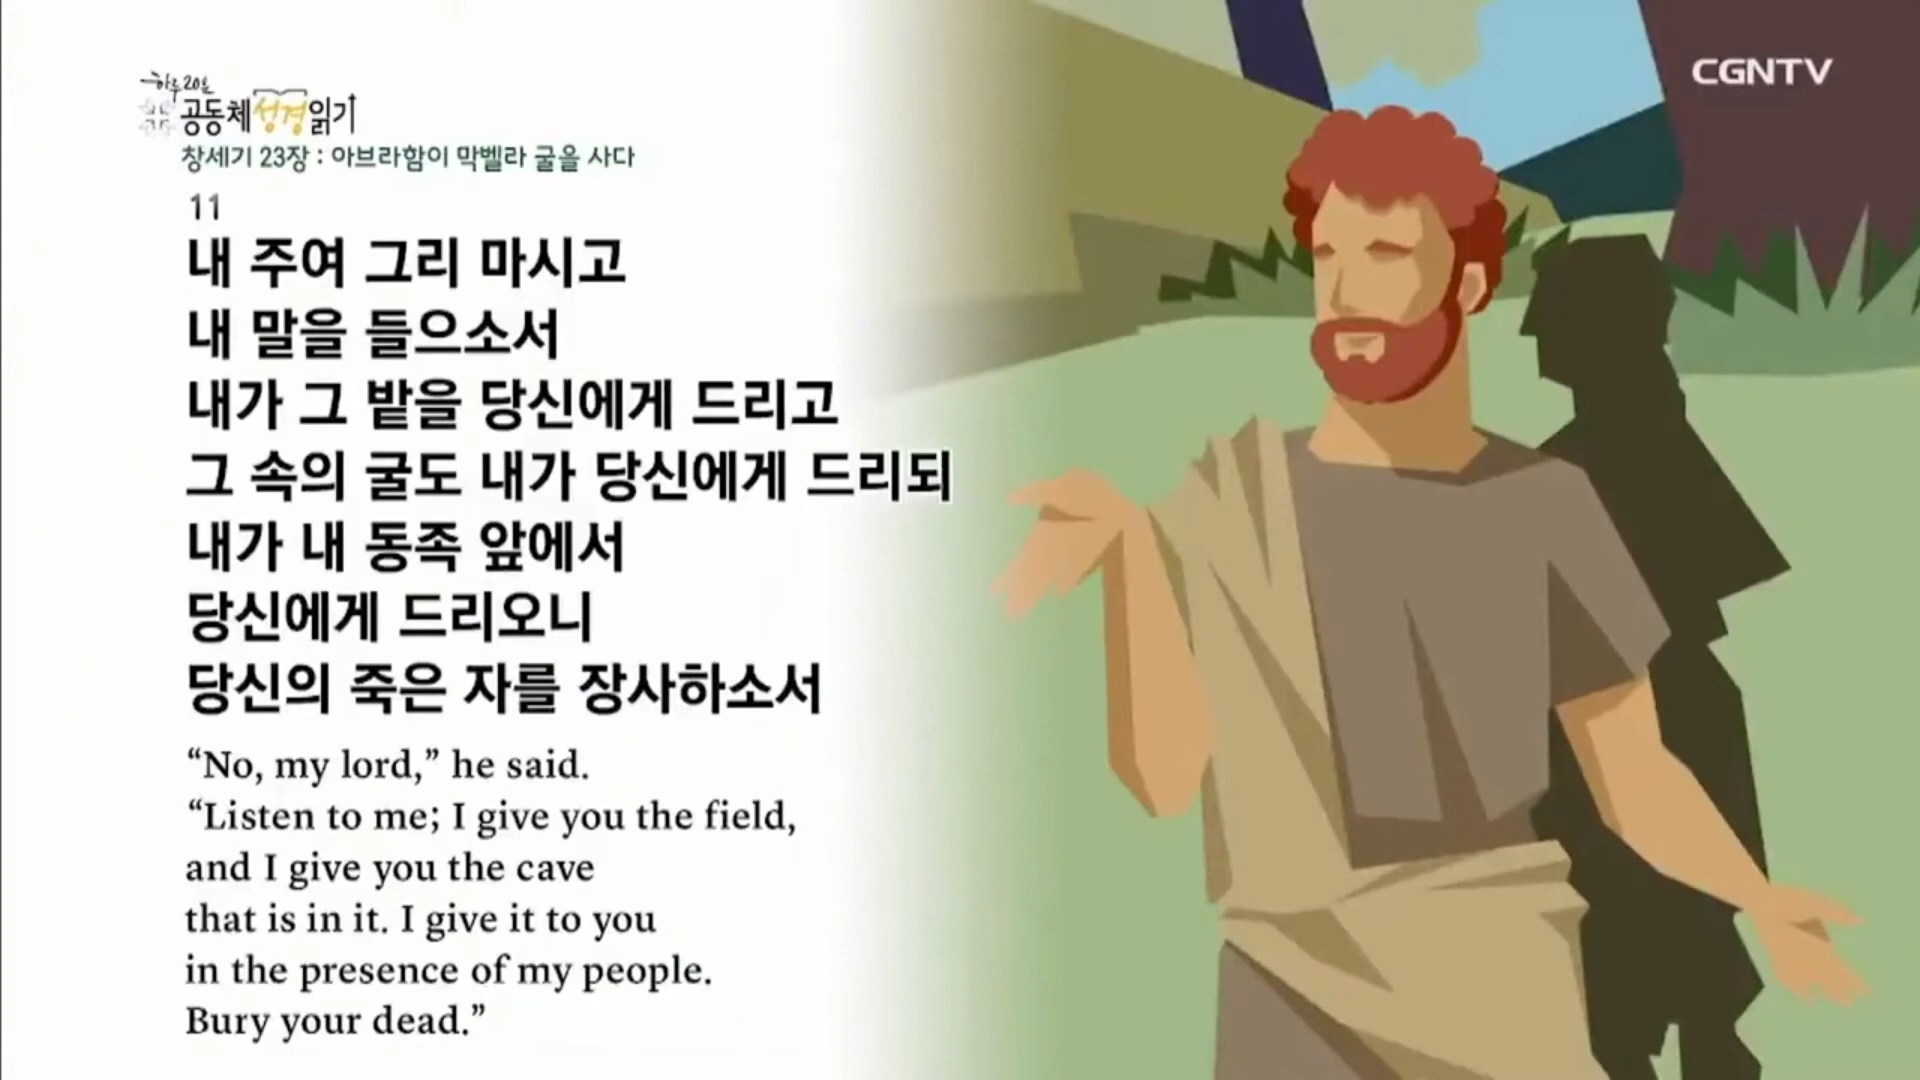 하루 20분
공동체성경읽기
창세기 23장 : 아브라함이 막벨라 굴을 사다
11
내 주여 그리 마시고
내 말을 들으소서
내가 그 밭을 당신에게 드리고
그 속의 굴도 내가 당신에게 드리되
내가 내 동족 앞에서
당신에게 드리오니
당신의 죽은 자를 장사하소서
“No, my lord,” he said.
“Listen to me; I give you the field,
and I give you the cave
that is in it. I give it to you
in the presence of my people.
Bury your dead.”
CGNTV